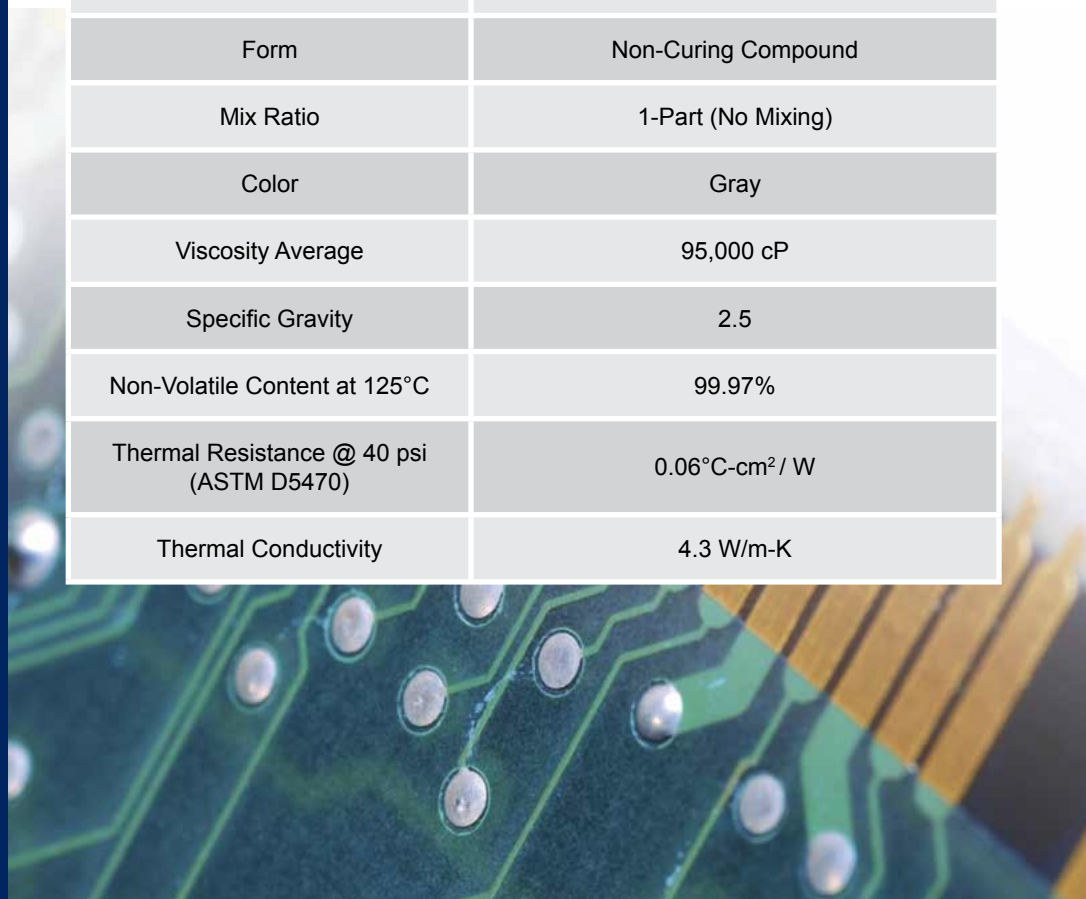 Form
Non-Curing Compound
Mix Ratio
1-Part (No Mixing)
Color
Gray
Viscosity Average
95,000 cP
Specific Gravity
2.5
Non-Volatile Content at 125°C
99.97%
Thermal Resistance @ 40 psi
(ASTM D5470)
0.06°C-cm² / W
Thermal Conductivity
4.3 W/m-K